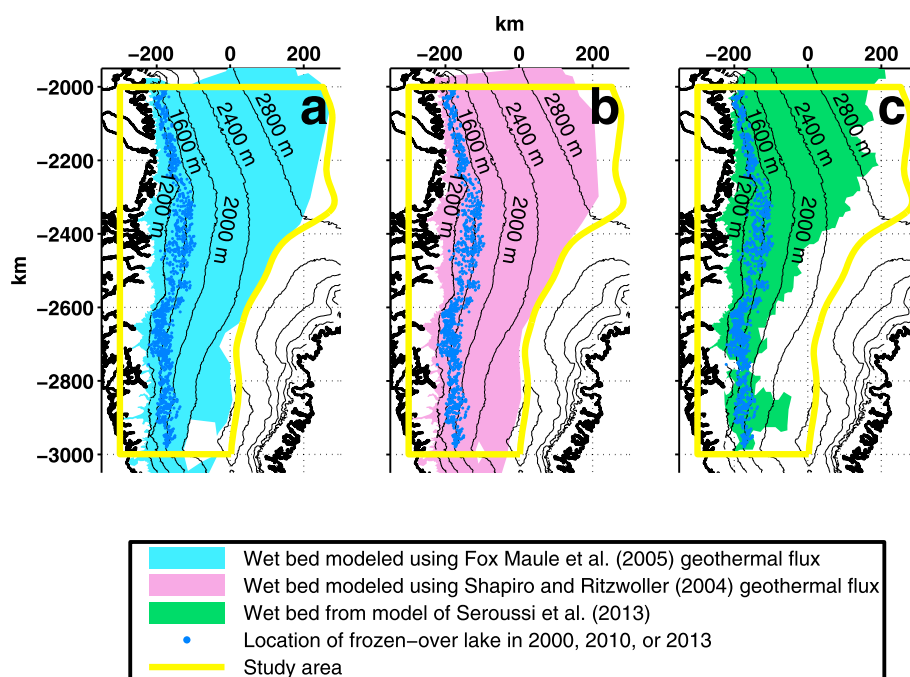 km
−200 0 200 −200 0 200 −200 0 200
km
−2000
−2200
−2400
−2600
−2800
−3000
a
1200 m
1600 m
2000 m
2400 m
2800 m
b
1200 m
1600 m
2000 m
2400 m
2800 m
c
1200 m
1600 m
2000 m
2400 m
2800 m
Wet bed modeled using Fox Maule et al. (2005) geothermal flux
Wet bed modeled using Shapiro and Ritzwoller (2004) geothermal flux
Wet bed from model of Seroussi et al. (2013)
Location of frozen−over lake in 2000, 2010, or 2013
Study area